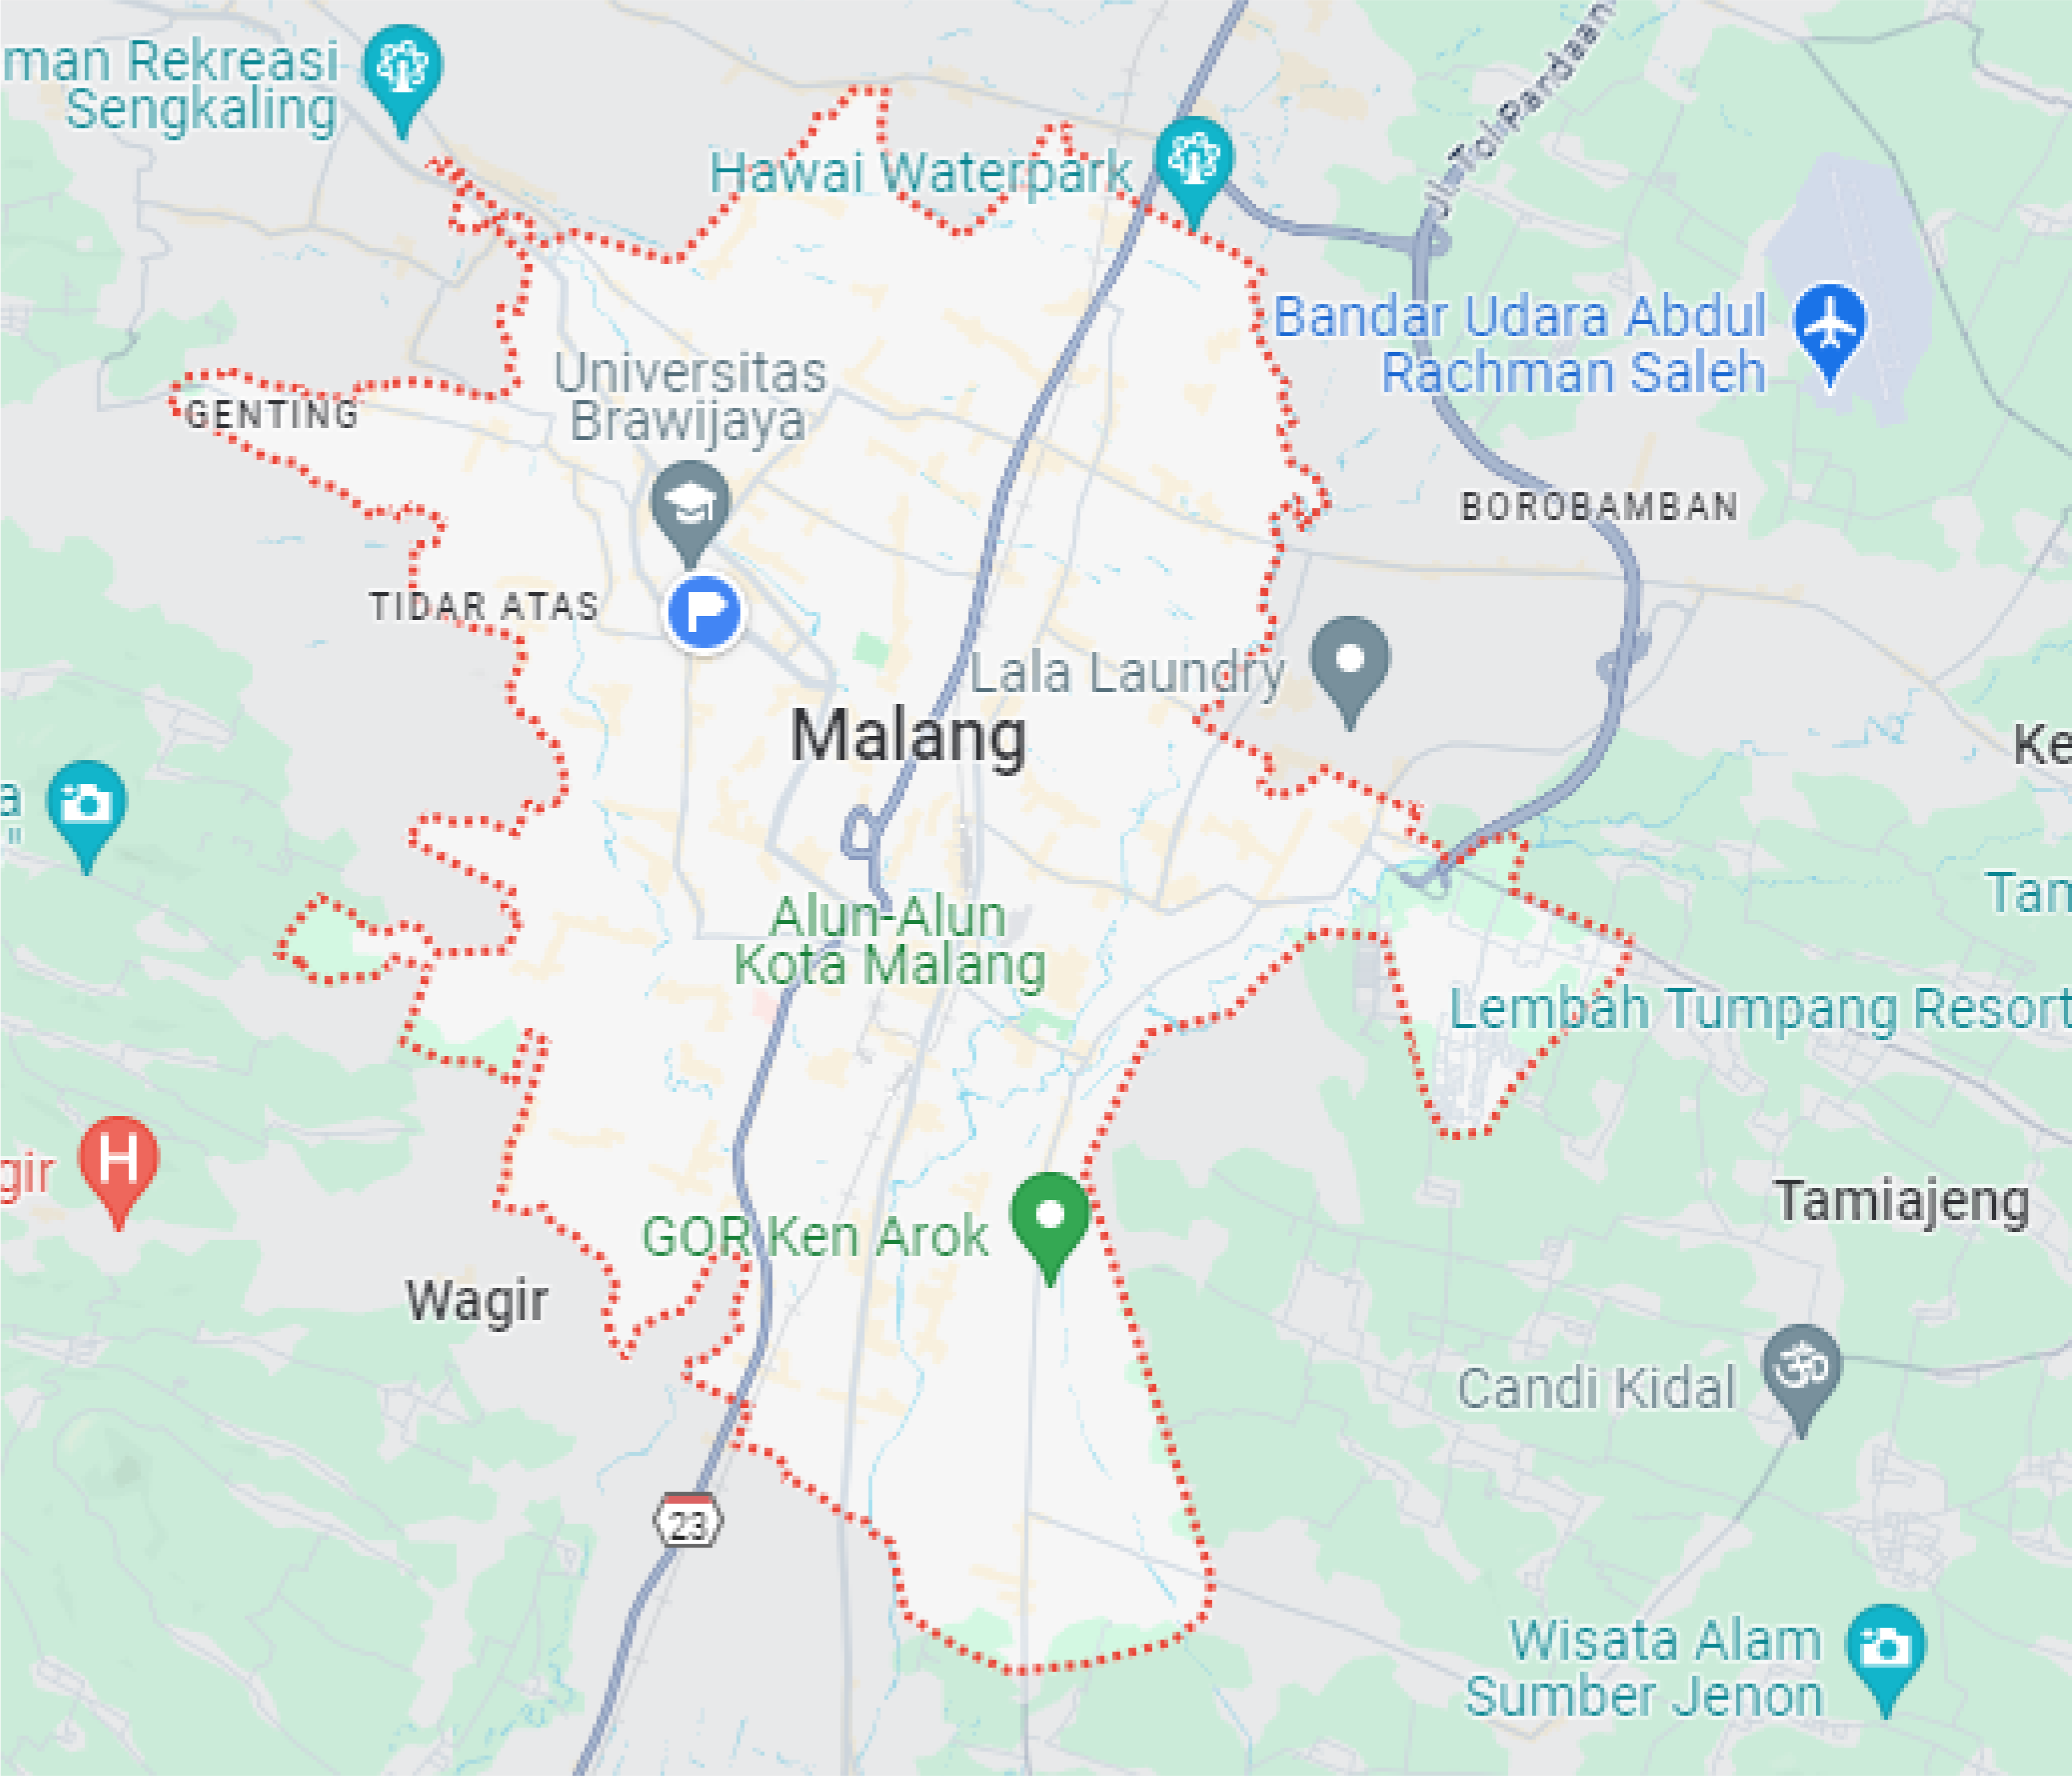 man Rekreasi
Sengkaling
Jl. Tol Pandaan
Hawai Waterpark
Bandar Udara Abdul
Rachman Saleh
Universitas
Brawijaya
GENTING
BOROBAMBAN
TIDAR ATAS
P
Lala Laundry
Malang
Ke
a
Alun-Alun
Kota Malang
Tan
Lembah Tumpang Resort
H
gir
Tamiajeng
GOR Ken Arok
Wagir
Candi Kidal
ॐ
23
Wisata Alam
Sumber Jenon